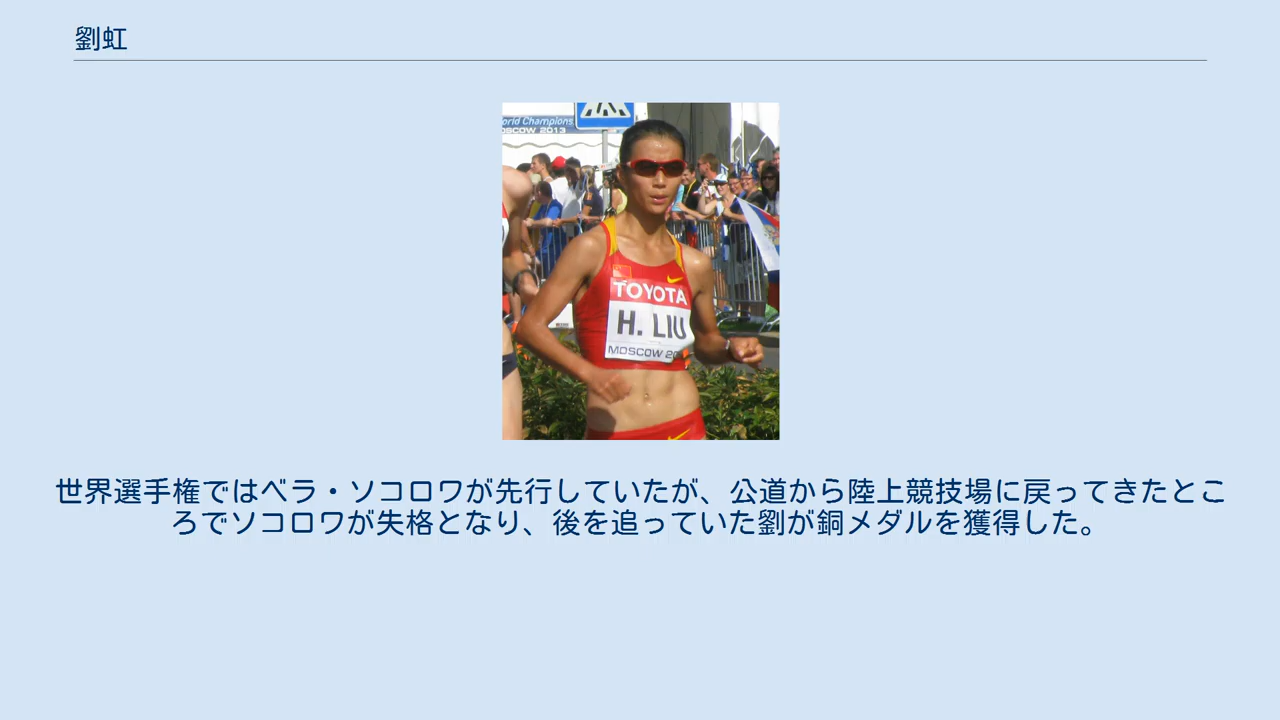 劉虹
orld Champions
OSCOW 2013
TOYOTA
H. LIU
MOSCOW 20
世界選手権ではベラ・ソコロワが先行していたが、公道から陸上競技場に戻ってきたとこ
ろでソコロワが失格となり、後を追っていた劉が銅メダルを獲得した。